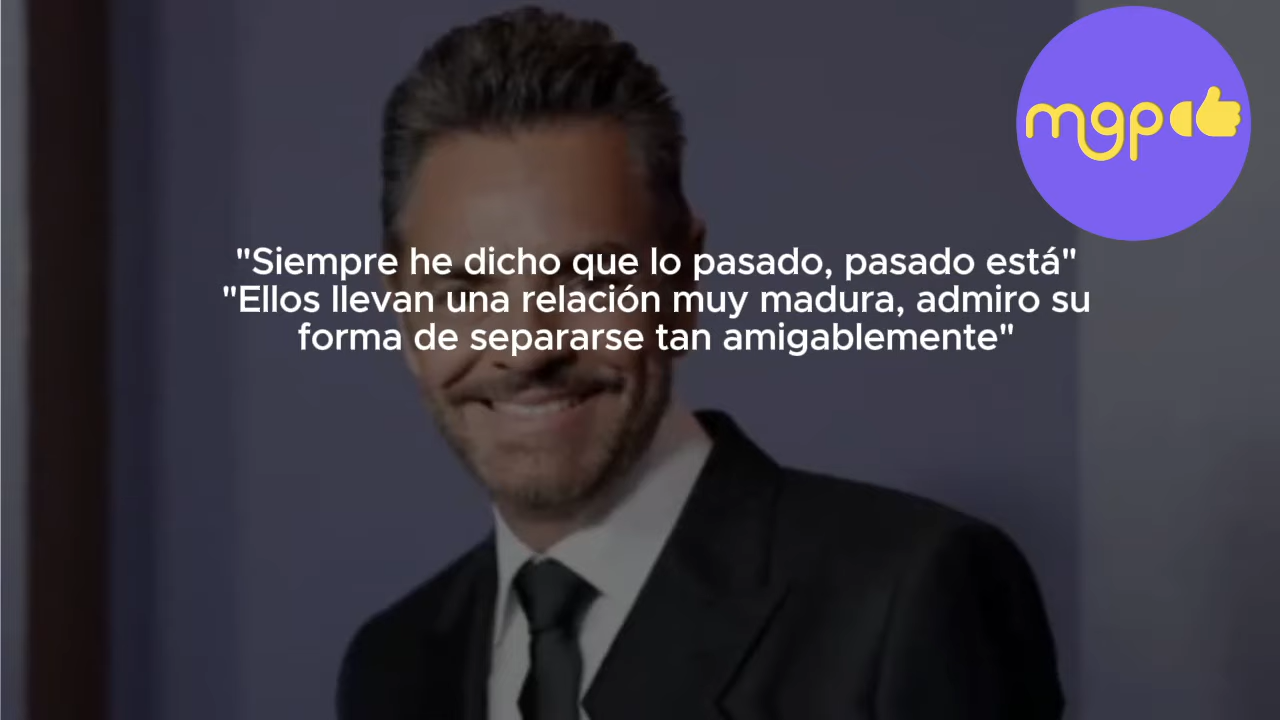 mgp
"Siempre he dicho que lo pasado, pasado está"
"Ellos llevan una relación muy madura, admiro su
forma de separarse tan amigablemente"